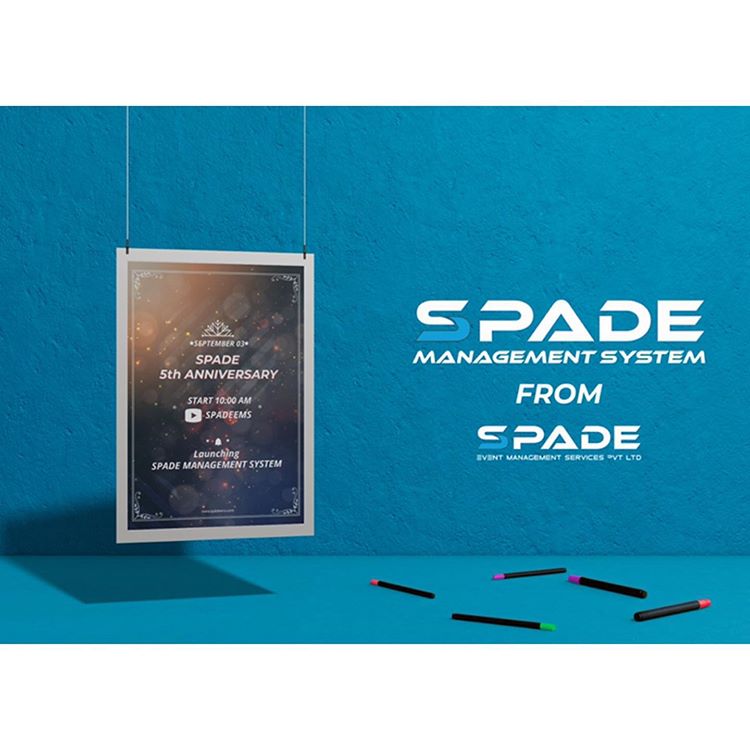 *SEPTEMBER 03*
SPADE
5th ANNIVERSARY
START 10:00 AM
SPADEEMS
Launching
SPADE MANAGEMENT SYSTEM
SPADE
MANAGEMENT SYSTEM
FROM
SPADE
EVENT MANAGEMENT SERVICES PVT LTD